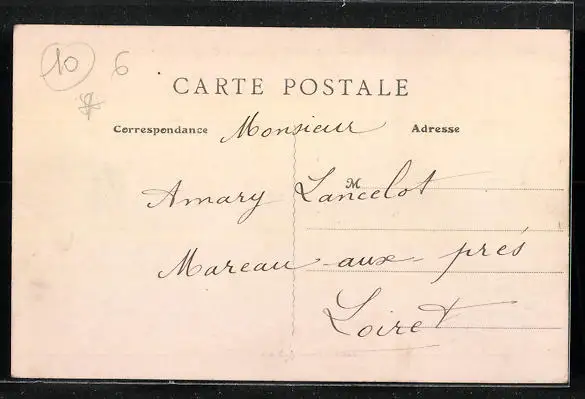 10 6
CARTE POSTALE
Correspondance Monsieur Adresse
M
Amary Lancelot
Mareau-aux-prés
Loiret